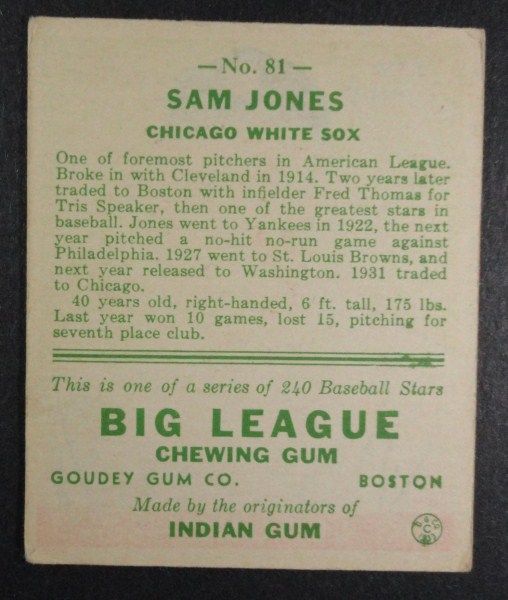 —No. 81—
SAM JONES
CHICAGO WHITE SOX
One of foremost pitchers in American League.
Broke in with Cleveland in 1914. Two years later
traded to Boston with infielder Fred Thomas for
Tris Speaker, then one of the greatest stars in
baseball. Jones went to Yankees in 1922, the next
year pitched a no-hit no-run game against
Philadelphia. 1927 went to St. Louis Browns, and
next year released to Washington. 1931 traded
to Chicago.
40 years old, right-handed, 6 ft. tall, 175 lbs.
Last year won 10 games, lost 15, pitching for
seventh place club.
This is one of a series of 240 Baseball Stars
BIG LEAGUE
CHEWING GUM
GOUDEY GUM CO. BOSTON
Made by the originators of
INDIAN GUM